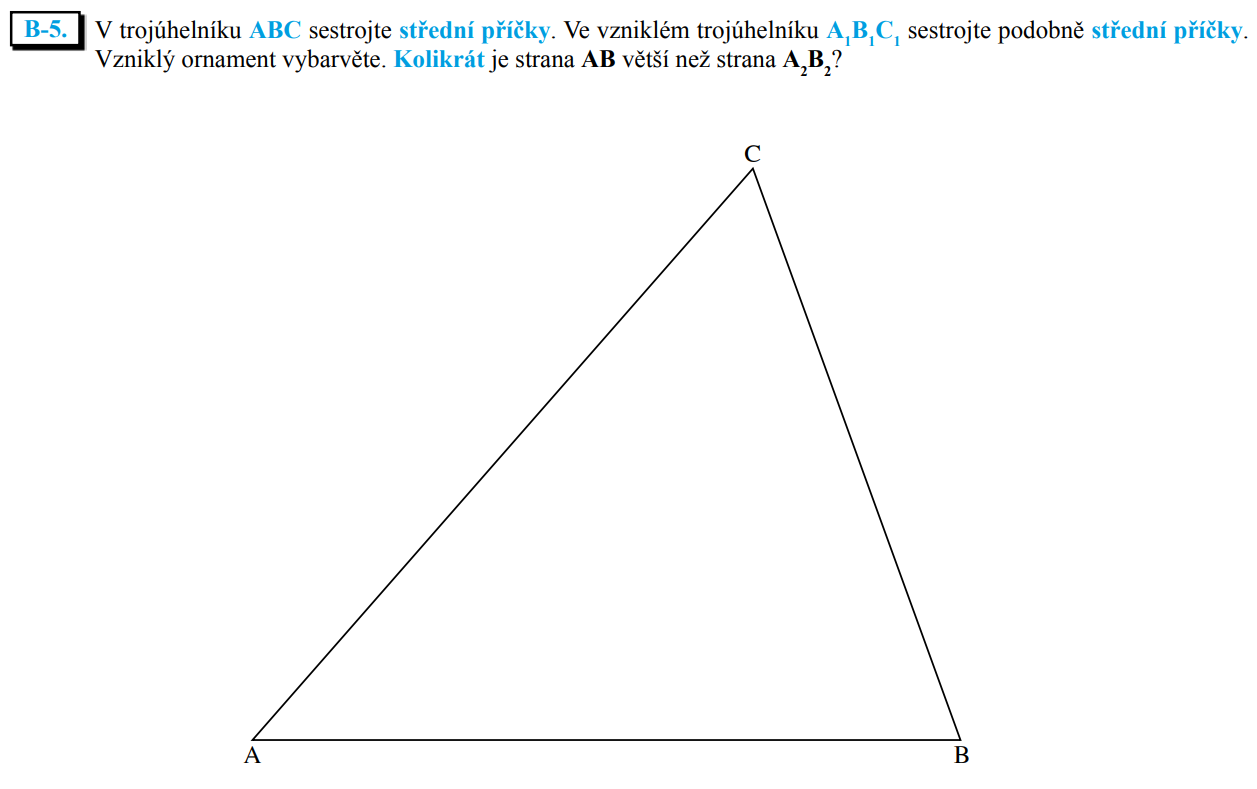 B-5. V trojúhelníku ABC sestrojte střední příčky. Ve vzniklém trojúhelníku A₁B₁C₁ sestrojte podobně střední příčky.
Vzniklý ornament vybarvěte. Kolikrát je strana AB větší než strana A₂B₂?
C
A
B